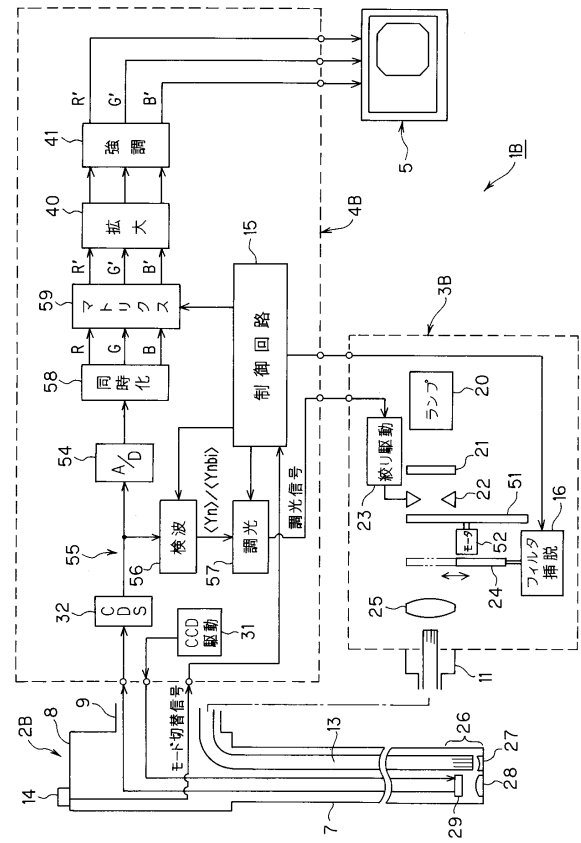 1B
2B
14
8
9
CDS
32
55
A/D
54
同時化
58
R
G
B
マトリクス
59
R'
G'
B'
拡大
40
強調
41
R'
G'
B'
5
検波
56
〈Yn〉/〈Ynbi〉
調光
57
調光信号
制御回路
15
4B
CCD
駆動
31
モード切替信号
7
13
26
27
28
29
11
3B
ランプ
20
21
絞り駆動
23
22
51
モータ
52
24
25
フィルタ
挿脱
16